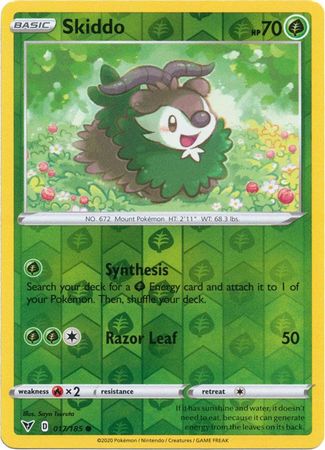 BASIC Skiddo HP 70
NO. 672 Mount Pokémon HT: 2'11" WT: 68.3 lbs.
Synthesis
Search your deck for a Energy card and attach it to 1
of your Pokémon. Then, shuffle your deck.
Razor Leaf 50
weakness ×2 resistance retreat
Illus. Saya Tsuruta
If it has sunshine and water, it doesn't
need to eat, because it can generate
energy from the leaves on its back.
D 017/185
©2020 Pokémon / Nintendo / Creatures / GAME FREAK